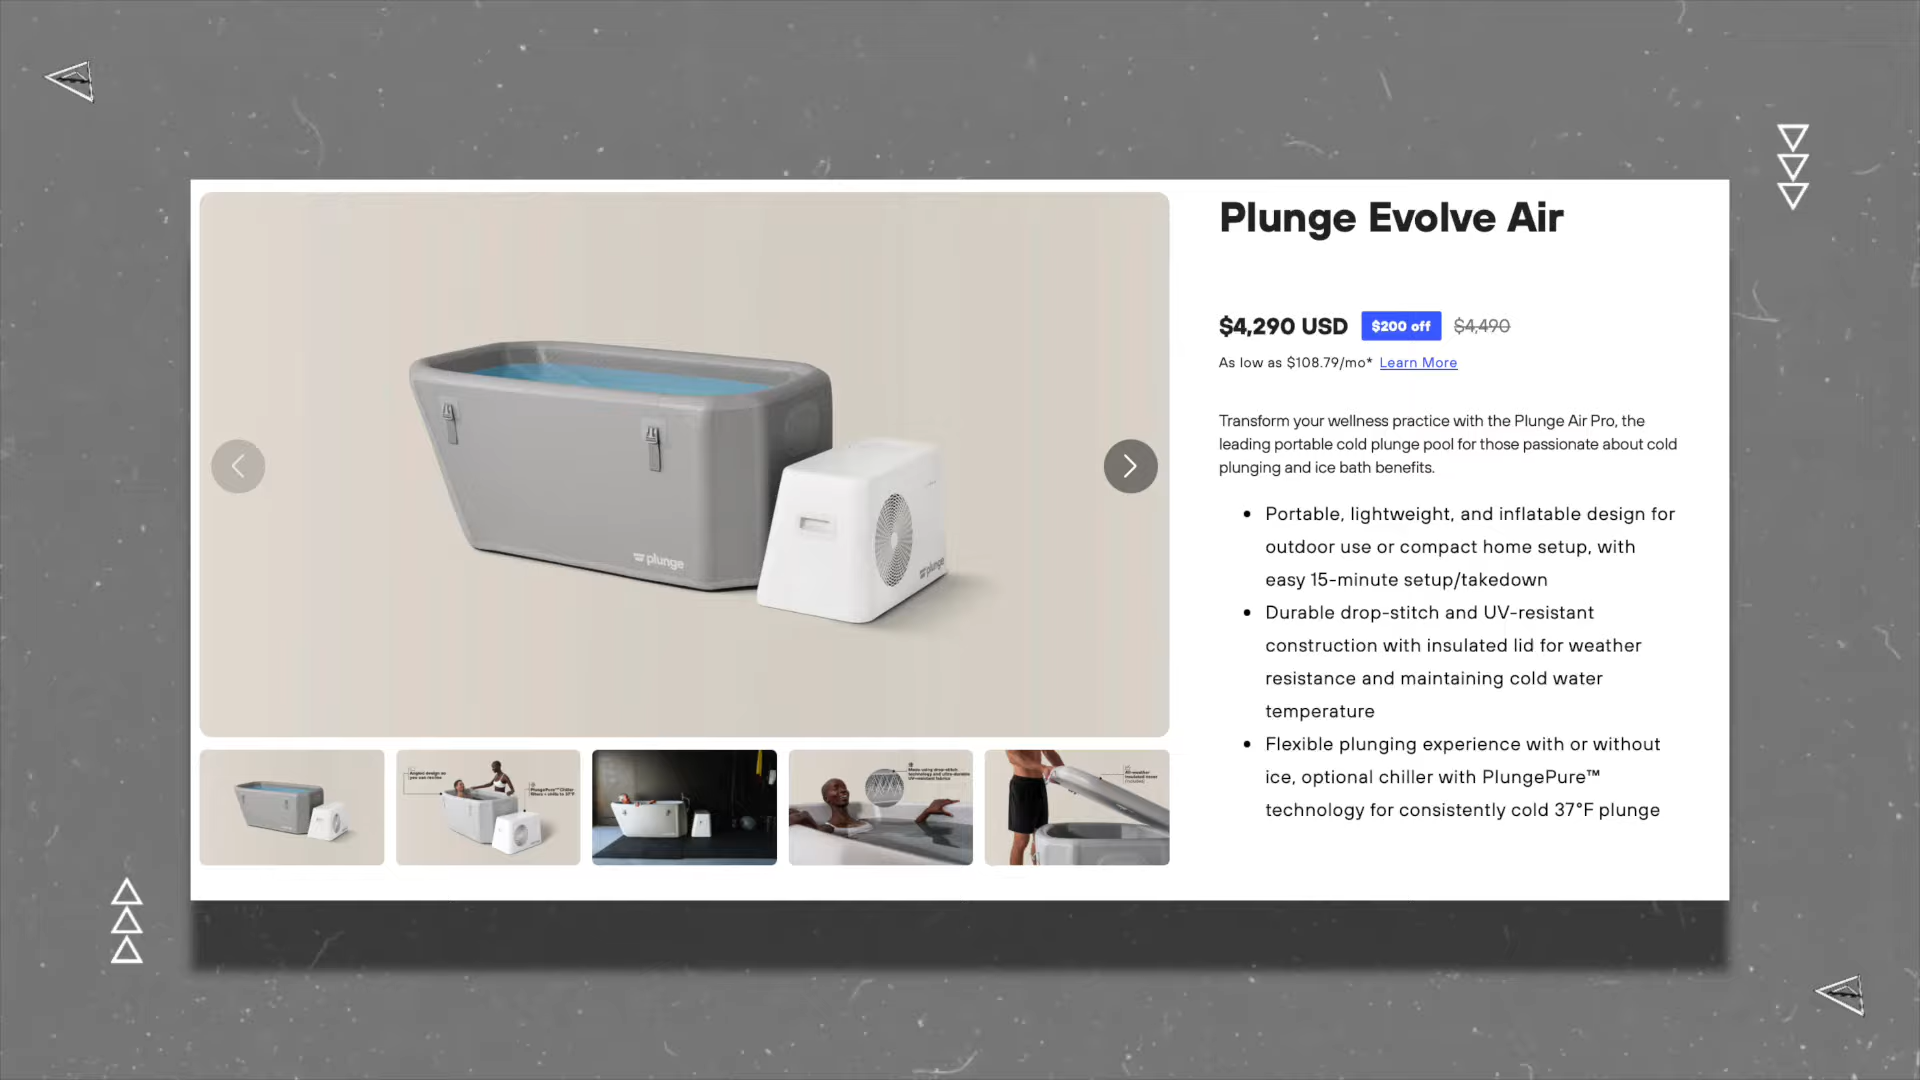 Plunge Evolve Air
$4,290 USD $200 off $4,490
As low as $108.79/mo* Learn More
Transform your wellness practice with the Plunge Air Pro, the
leading portable cold plunge pool for those passionate about cold
plunging and ice bath benefits.
• Portable, lightweight, and inflatable design for
outdoor use or compact home setup, with
easy 15-minute setup/takedown
• Durable drop-stitch and UV-resistant
construction with insulated lid for weather
resistance and maintaining cold water
temperature
• Flexible plunging experience with or without
ice, optional chiller with PlungePure™
technology for consistently cold 37°F plunge
plunge
plunge